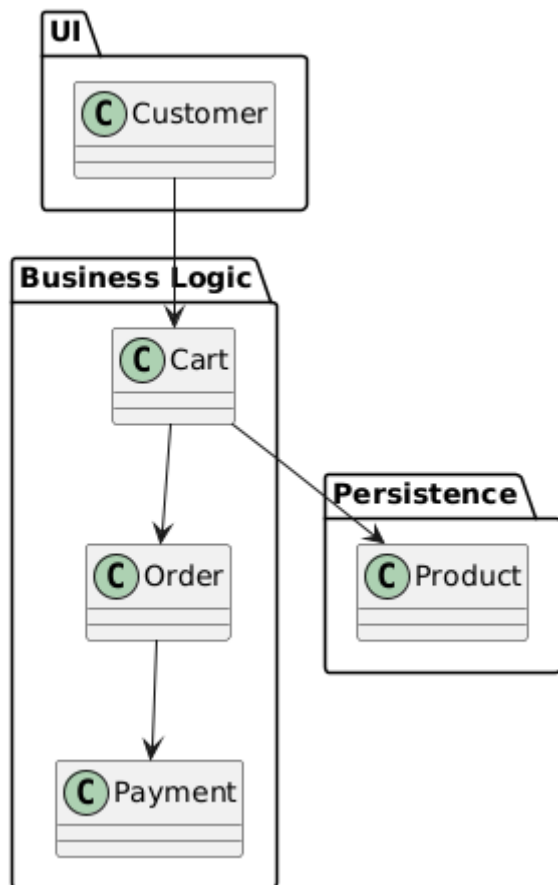 UI
C Customer
Business Logic
C Cart
Persistence
C Order
C Product
C Payment